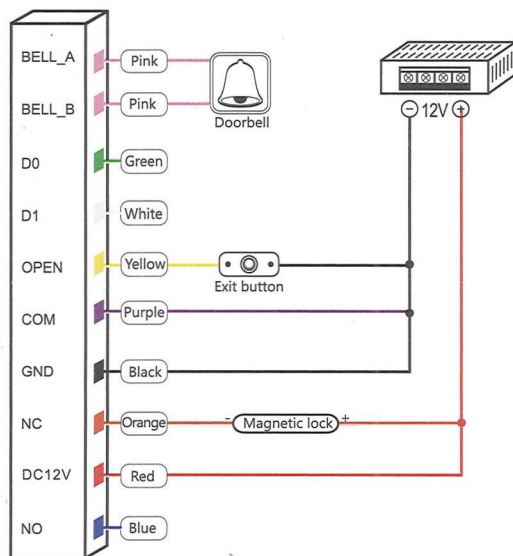 BELL_A Pink
BELL_B Pink
Doorbell
− 12V +
D0 Green
D1 White
OPEN Yellow
Exit button
COM Purple
GND Black
NC Orange - Magnetic lock +
DC12V Red
NO Blue